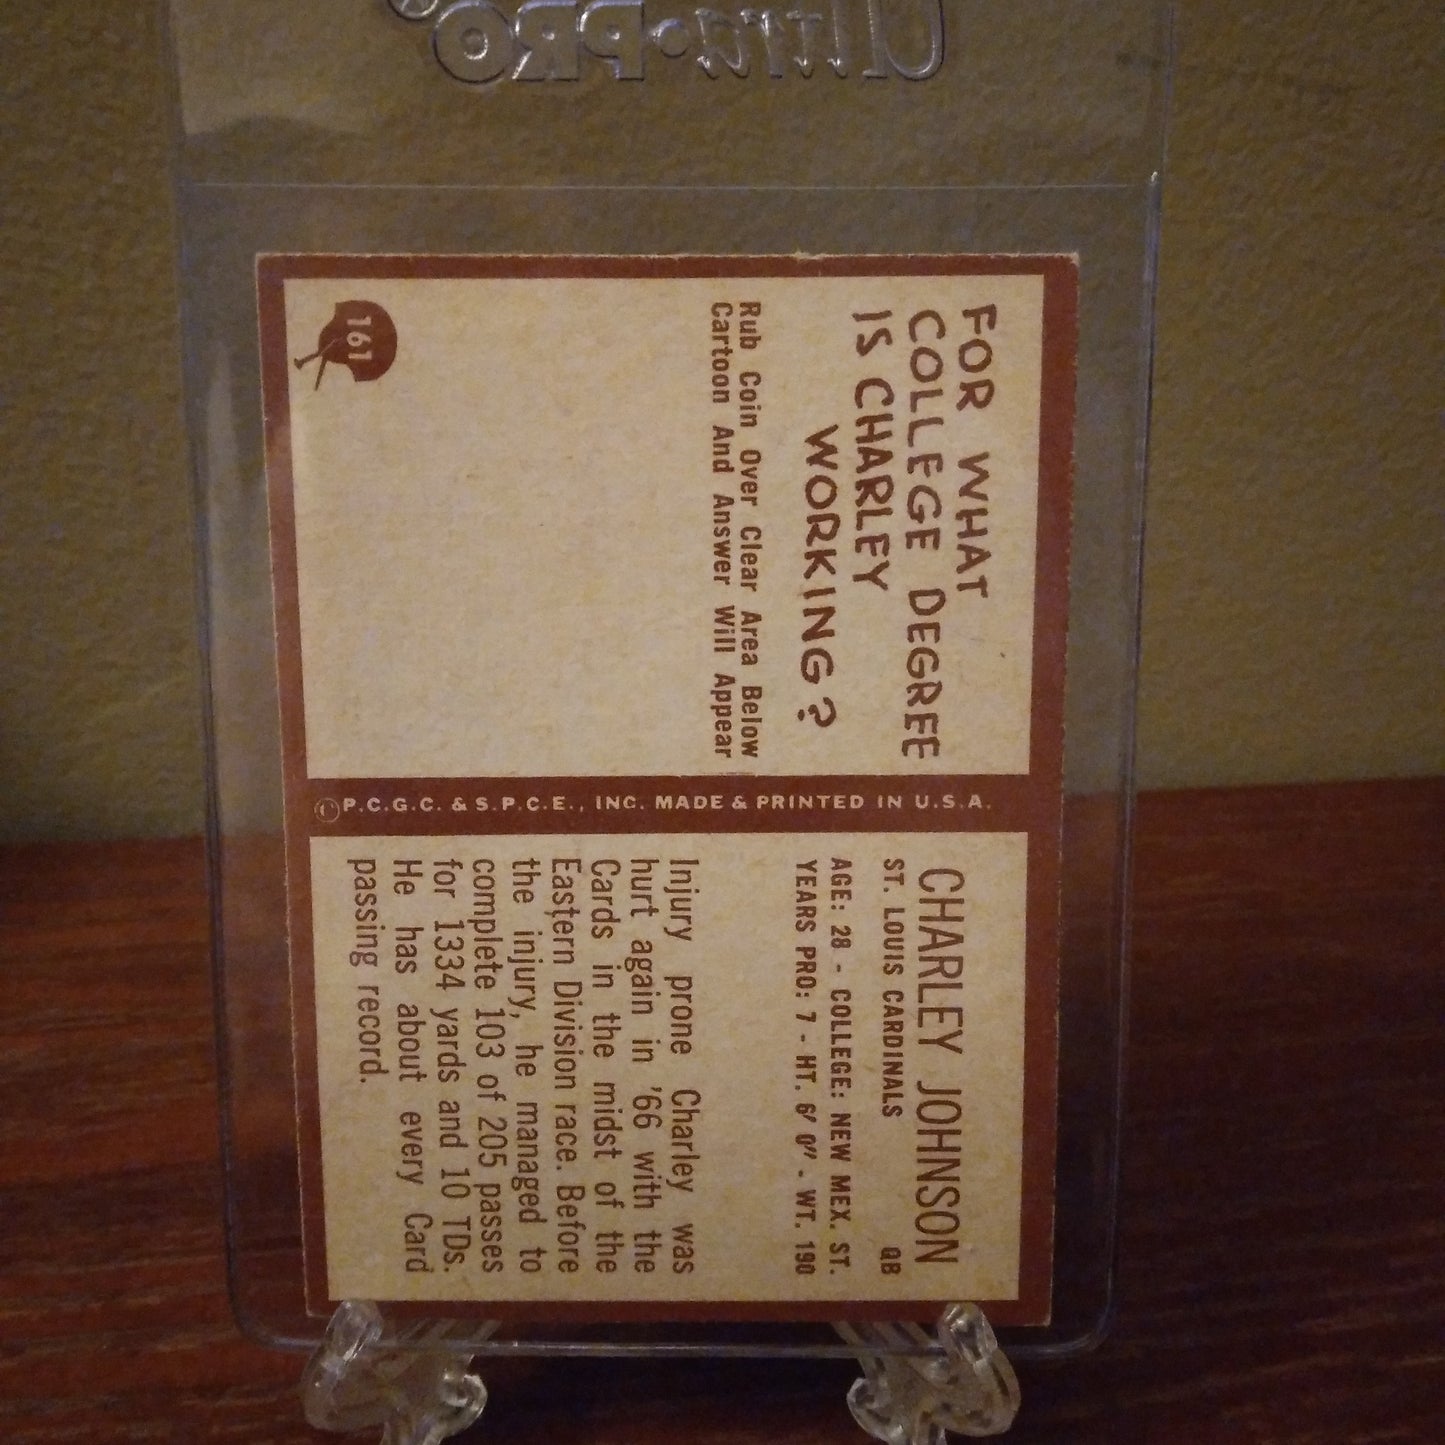 Ultra•PRO
FOR WHAT
COLLEGE DEGREE
IS CHARLEY
WORKING?
Rub Coin Over Clear Area Below
Cartoon And Answer Will Appear
161
© P.C.G.C. & S.P.C.E., INC. MADE & PRINTED IN U.S.A.
CHARLEY JOHNSON
ST. LOUIS CARDINALS QB
AGE: 28 - COLLEGE: NEW MEX. ST.
YEARS PRO: 7 - HT. 6' 0" - WT. 190
Injury prone Charley was
hurt again in '66 with the
Cards in the midst of the
Eastern Division race. Before
the injury, he managed to
complete 103 of 205 passes
for 1334 yards and 10 TDs.
He has about every Card
passing record.